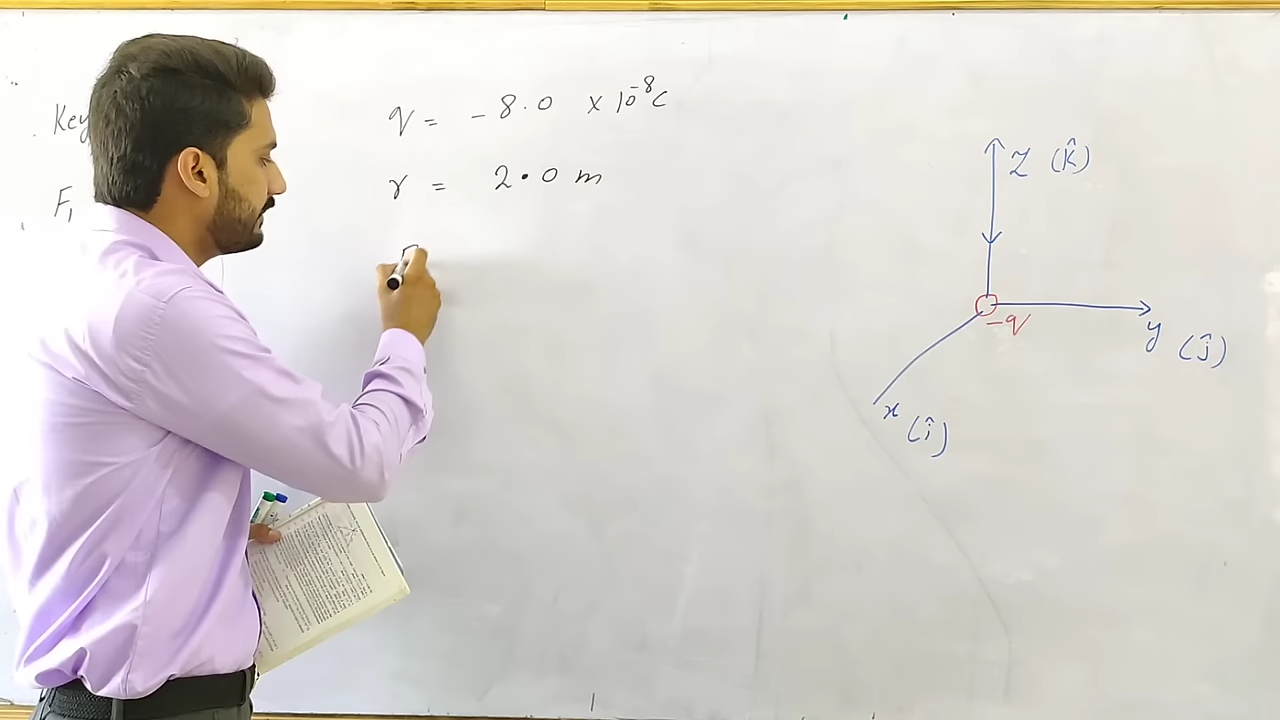 Key
q = - 8.0 × 10⁻⁸c
r = 2.0 m
F₁
Z (k̂)
-q
y (ĵ)
x (î)